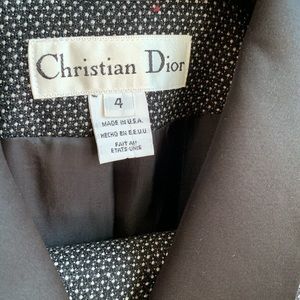 Christian Dior
4
MADE IN U.S.A.
HECHO EN E.E.U.U.
FAIT AU
ETATS-UNIS